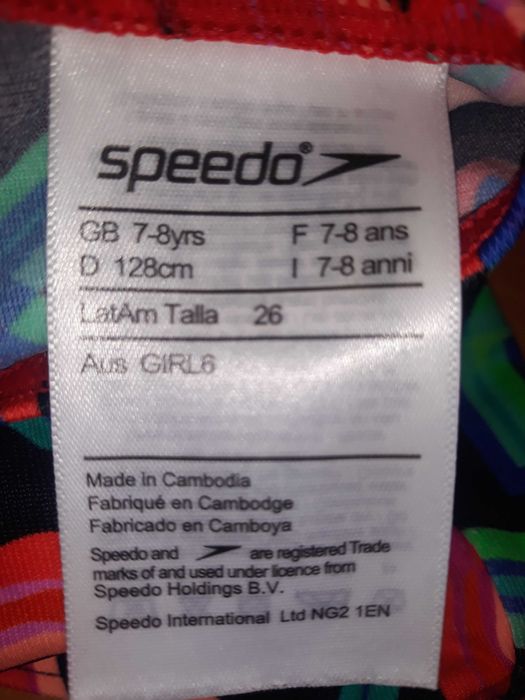 speedo®
GB 7-8yrs F 7-8 ans
D 128cm I 7-8 anni
LatAm Talla 26
Aus GIRL6
Made in Cambodia
Fabriqué en Cambodge
Fabricado en Camboya
Speedo and are registered Trade
marks of and used under licence from
Speedo Holdings B.V.
Speedo International Ltd NG2 1EN